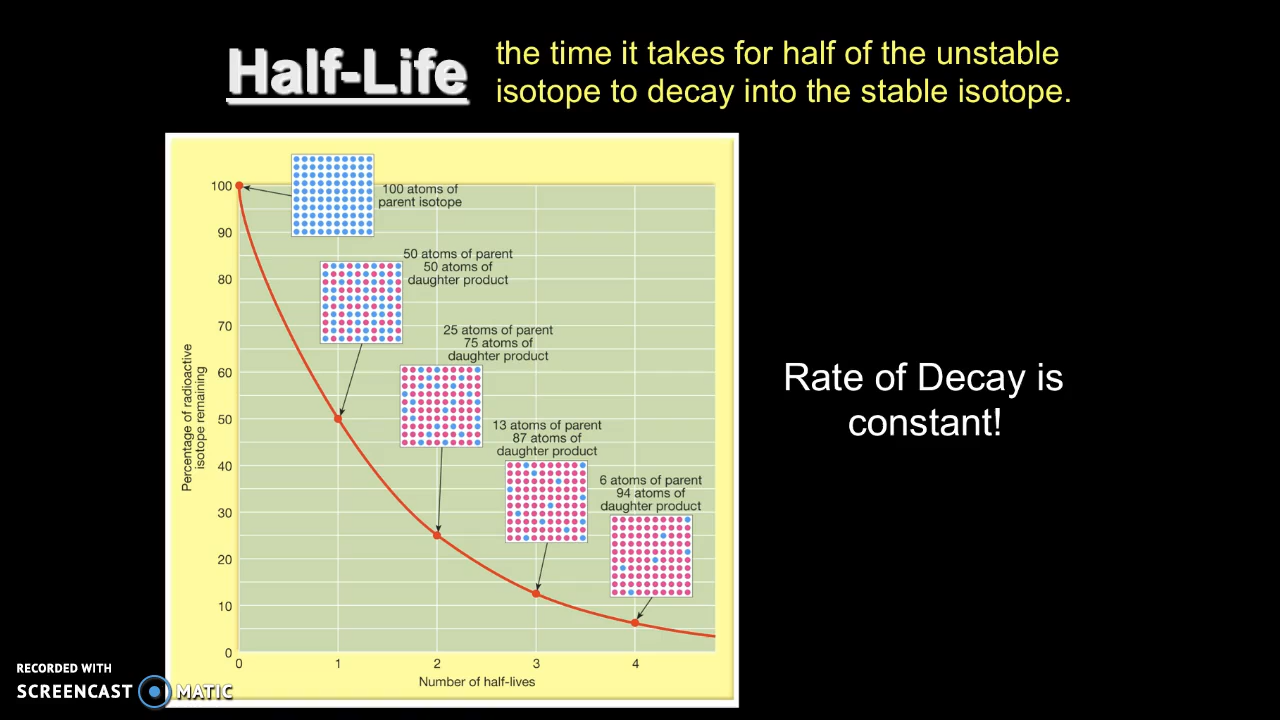 Half-Life
the time it takes for half of the unstable
isotope to decay into the stable isotope.
100 atoms of
parent isotope
50 atoms of parent
50 atoms of
daughter product
25 atoms of parent
75 atoms of
daughter product
13 atoms of parent
87 atoms of
daughter product
6 atoms of parent
94 atoms of
daughter product
Percentage of radioactive
isotope remaining
100
90
80
70
60
50
40
30
20
10
0
0 1 2 3 4
Number of half-lives
Rate of Decay is
constant!
RECORDED WITH
SCREENCAST MATIC